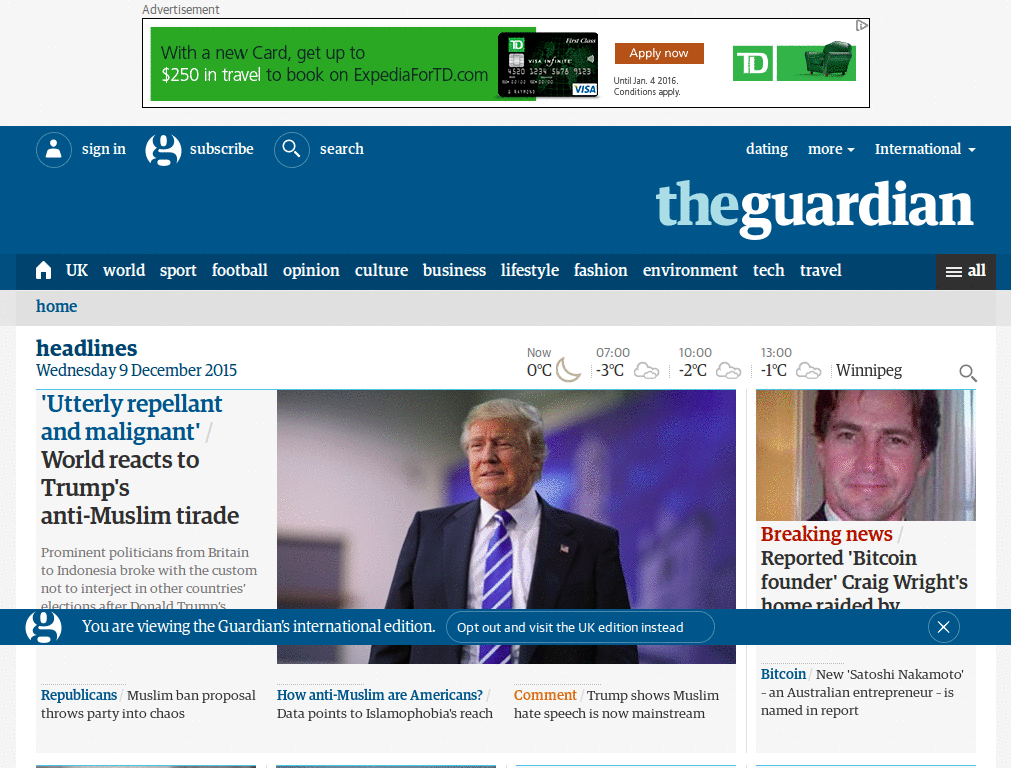 Advertisement
With a new Card, get up to
$250 in travel to book on ExpediaForTD.com
TD
First Class
VISA INFINITE
4520 1234 5678 9123
VISA
Apply now
Until Jan. 4 2016.
Conditions apply.
TD
sign in
subscribe
search
dating
more
International
theguardian
UK
world
sport
football
opinion
culture
business
lifestyle
fashion
environment
tech
travel
all
home
headlines
Wednesday 9 December 2015
Now
0°C
07:00
-3°C
10:00
-2°C
13:00
-1°C
Winnipeg
'Utterly repellant
and malignant' /
World reacts to
Trump's
anti-Muslim tirade
Prominent politicians from Britain
to Indonesia broke with the custom
not to interject in other countries'
elections after Donald Trump's
Breaking news /
Reported 'Bitcoin
founder' Craig Wright's
home raided by
You are viewing the Guardian's international edition.
Opt out and visit the UK edition instead
Republicans / Muslim ban proposal
throws party into chaos
How anti-Muslim are Americans? /
Data points to Islamophobia's reach
Comment / Trump shows Muslim
hate speech is now mainstream
Bitcoin / New 'Satoshi Nakamoto'
- an Australian entrepreneur - is
named in report